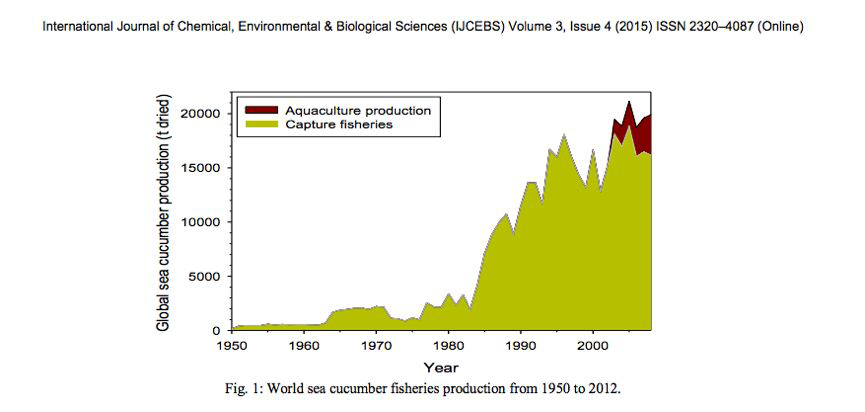 International Journal of Chemical, Environmental & Biological Sciences (IJCEBS) Volume 3, Issue 4 (2015) ISSN 2320–4087 (Online)
Global sea cucumber production (t dried)
Aquaculture production
Capture fisheries
20000
15000
10000
5000
0
1950 1960 1970 1980 1990 2000
Year
Fig. 1: World sea cucumber fisheries production from 1950 to 2012.